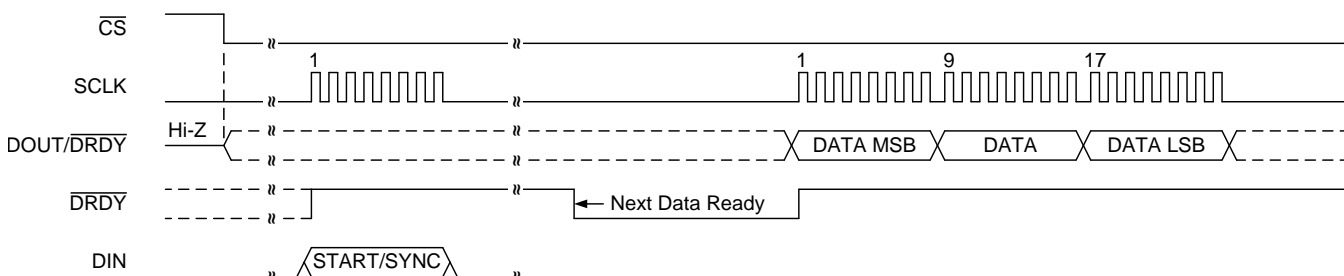 CS
1 1 9 17
SCLK
Hi-Z
DOUT/DRDY DATA MSB DATA DATA LSB
DRDY Next Data Ready
DIN START/SYNC